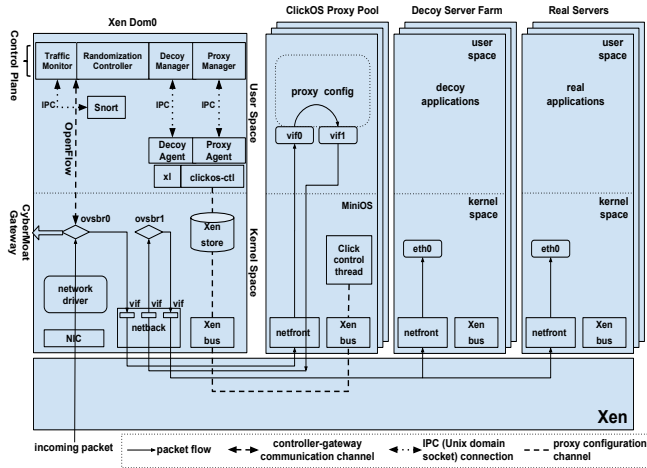 Xen Dom0
ClickOS Proxy Pool
Decoy Server Farm
Real Servers
Control Plane
Traffic
Monitor
Randomization
Controller
Decoy
Manager
Proxy
Manager
IPC
Snort
IPC
IPC
OpenFlow
User Space
Decoy
Agent
Proxy
Agent
xl
clickos-ctl
CyberMoat
Gateway
ovsbr0
ovsbr1
Xen
store
Kernel Space
network
driver
vif
vif
vif
netback
NIC
Xen
bus
proxy config
vif0
vif1
MiniOS
Click
control
thread
netfront
Xen
bus
user
space
decoy
applications
kernel
space
eth0
netfront
Xen
bus
user
space
real
applications
kernel
space
eth0
netfront
Xen
bus
Xen
incoming packet
packet flow
controller-gateway
communication channel
IPC (Unix domain
socket) connection
proxy configuration
channel